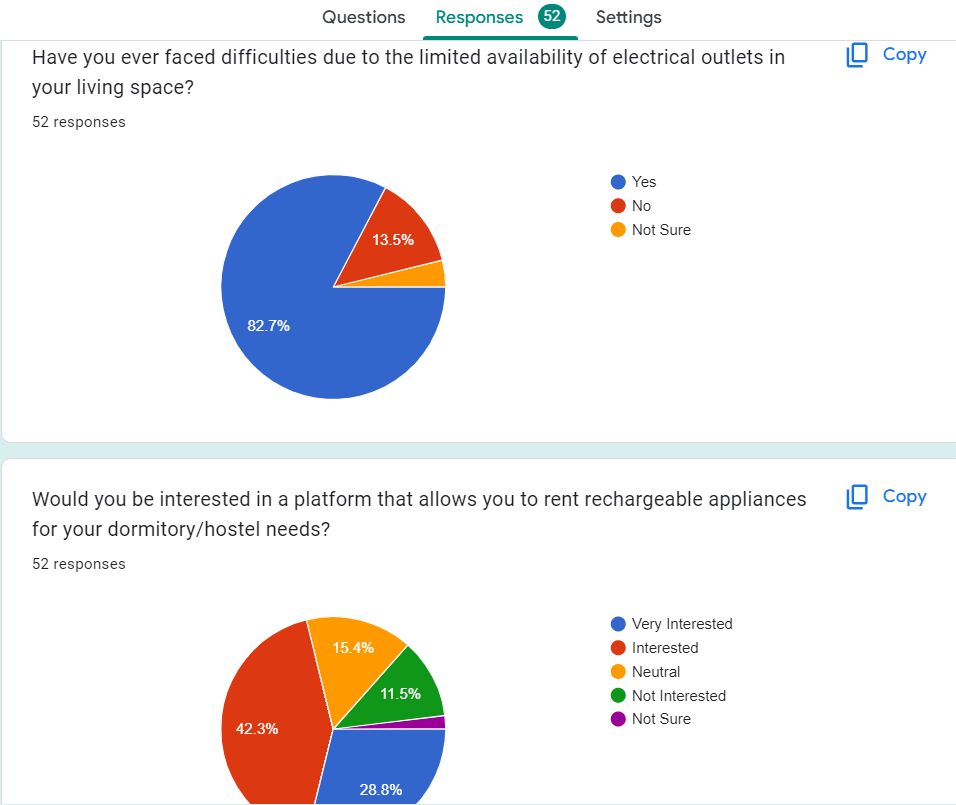 Questions Responses 52 Settings
Have you ever faced difficulties due to the limited availability of electrical outlets in
your living space?
Copy
52 responses
Yes
No
Not Sure
13.5%
82.7%
Would you be interested in a platform that allows you to rent rechargeable appliances
for your dormitory/hostel needs?
Copy
52 responses
Very Interested
Interested
Neutral
Not Interested
Not Sure
15.4%
11.5%
42.3%
28.8%